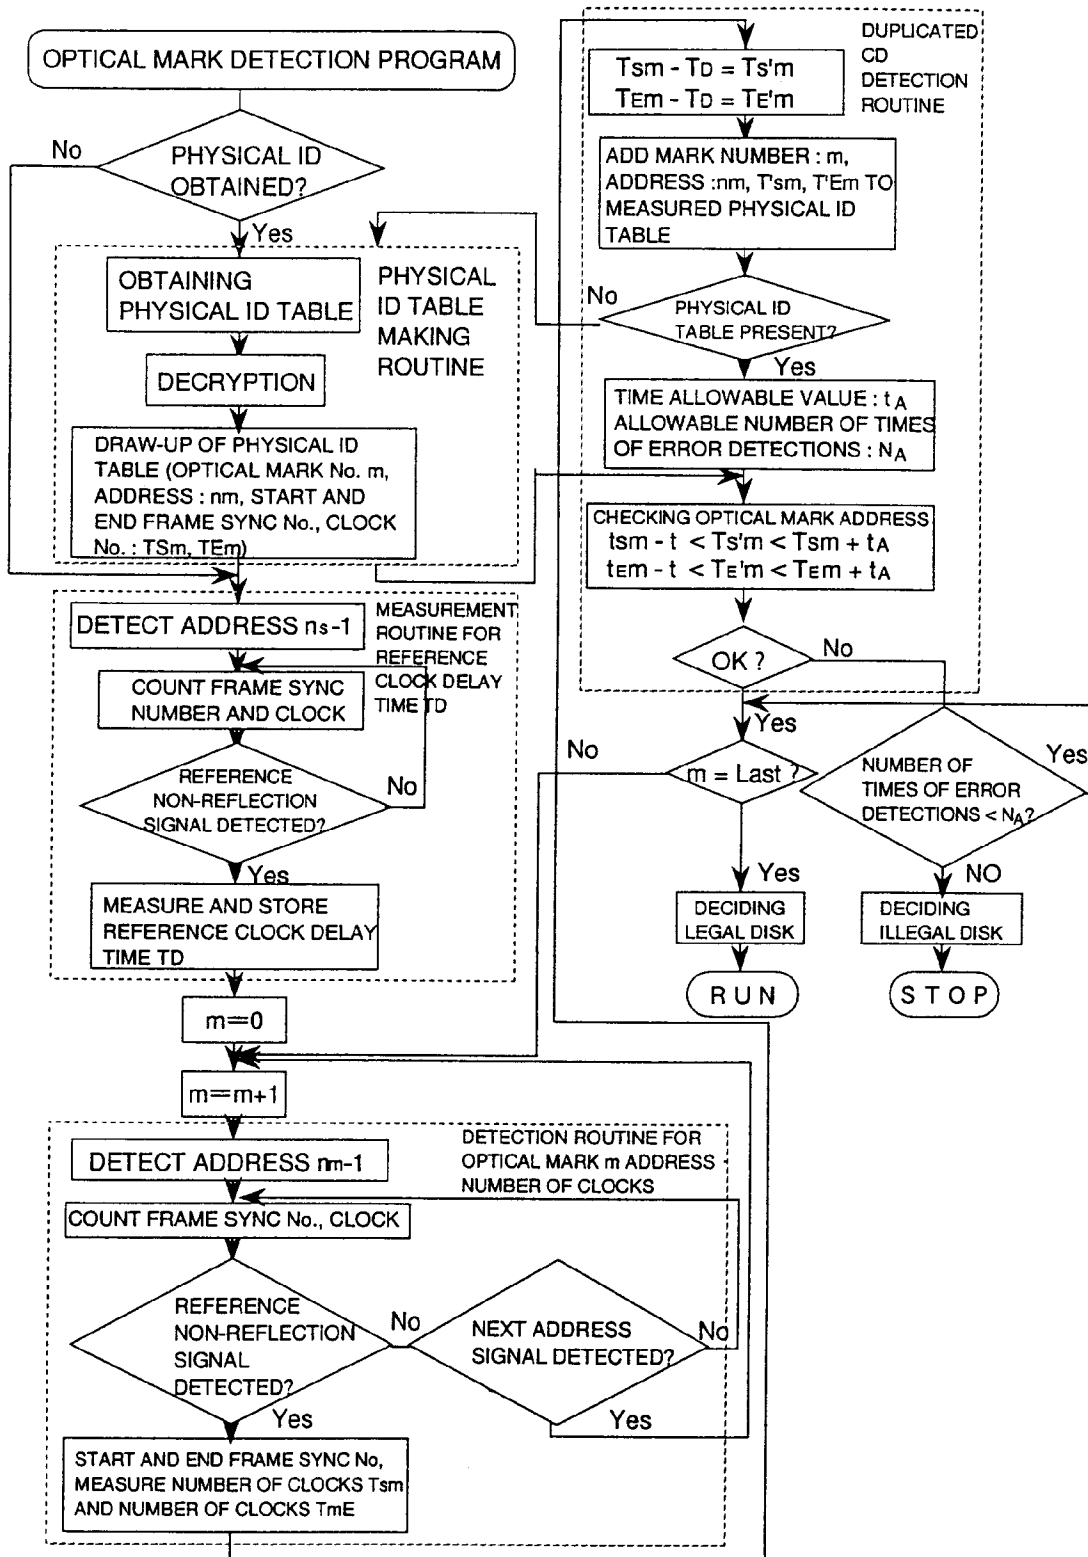 OPTICAL MARK DETECTION PROGRAM
No
PHYSICAL ID
OBTAINED?
Yes
OBTAINING
PHYSICAL ID TABLE
PHYSICAL
ID TABLE
MAKING
ROUTINE
DECRYPTION
DRAW-UP OF PHYSICAL ID
TABLE (OPTICAL MARK No. m,
ADDRESS : nm, START AND
END FRAME SYNC No., CLOCK
No. : TSm, TEm)
DETECT ADDRESS ns-1
MEASUREMENT
ROUTINE FOR
REFERENCE
CLOCK DELAY
TIME TD
COUNT FRAME SYNC
NUMBER AND CLOCK
REFERENCE
NON-REFLECTION
SIGNAL DETECTED?
No
Yes
MEASURE AND STORE
REFERENCE CLOCK DELAY
TIME TD
m=0
m=m+1
DETECTION ROUTINE FOR
OPTICAL MARK m ADDRESS
NUMBER OF CLOCKS
DETECT ADDRESS nm-1
COUNT FRAME SYNC No., CLOCK
REFERENCE
NON-REFLECTION
SIGNAL
DETECTED?
No
NEXT ADDRESS
SIGNAL DETECTED?
No
Yes
Yes
START AND END FRAME SYNC No,
MEASURE NUMBER OF CLOCKS Tsm
AND NUMBER OF CLOCKS TmE
DUPLICATED
CD
DETECTION
ROUTINE
Tsm - TD = Ts'm
TEm - TD = TE'm
ADD MARK NUMBER : m,
ADDRESS :nm, T'sm, T'Em TO
MEASURED PHYSICAL ID
TABLE
No
PHYSICAL ID
TABLE PRESENT?
Yes
TIME ALLOWABLE VALUE : tA
ALLOWABLE NUMBER OF TIMES
OF ERROR DETECTIONS : NA
CHECKING OPTICAL MARK ADDRESS
tsm - t < Ts'm < Tsm + tA
tEm - t < TE'm < TEm + tA
OK ?
No
Yes
No
m = Last ?
NUMBER OF
TIMES OF ERROR
DETECTIONS < NA?
Yes
Yes
NO
DECIDING
LEGAL DISK
DECIDING
ILLEGAL DISK
RUN
STOP